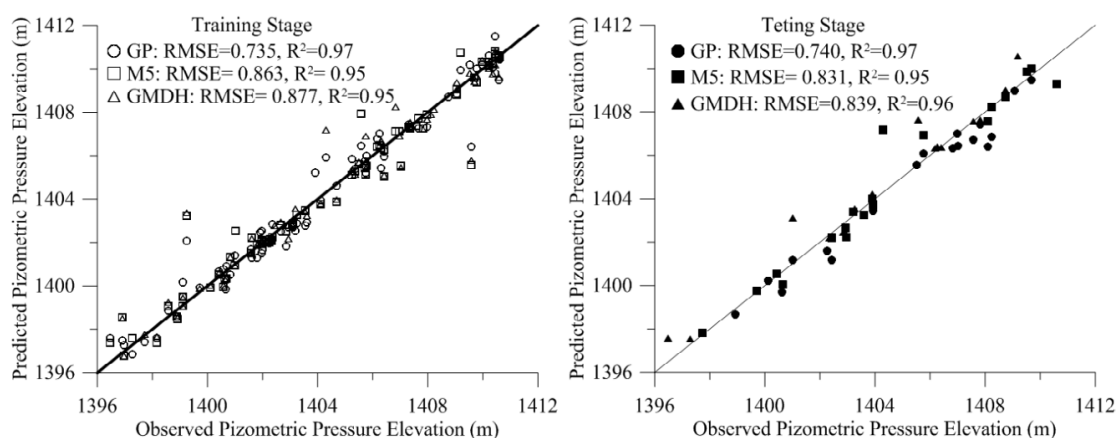 Training Stage
GP: RMSE=0.735, R²=0.97
M5: RMSE= 0.863, R²= 0.95
GMDH: RMSE= 0.877, R²=0.95
1412
1408
1404
1400
1396
Predicted Pizometric Pressure Elevation (m)
1396 1400 1404 1408 1412
Observed Pizometric Pressure Elevation (m)
Teting Stage
GP: RMSE=0.740, R²=0.97
M5: RMSE=0.831, R²=0.95
GMDH: RMSE=0.839, R²=0.96
1412
1408
1404
1400
1396
Predicted Pizometric Pressure Elevation (m)
1396 1400 1404 1408 1412
Observed Pizometric Pressure Elevation (m)